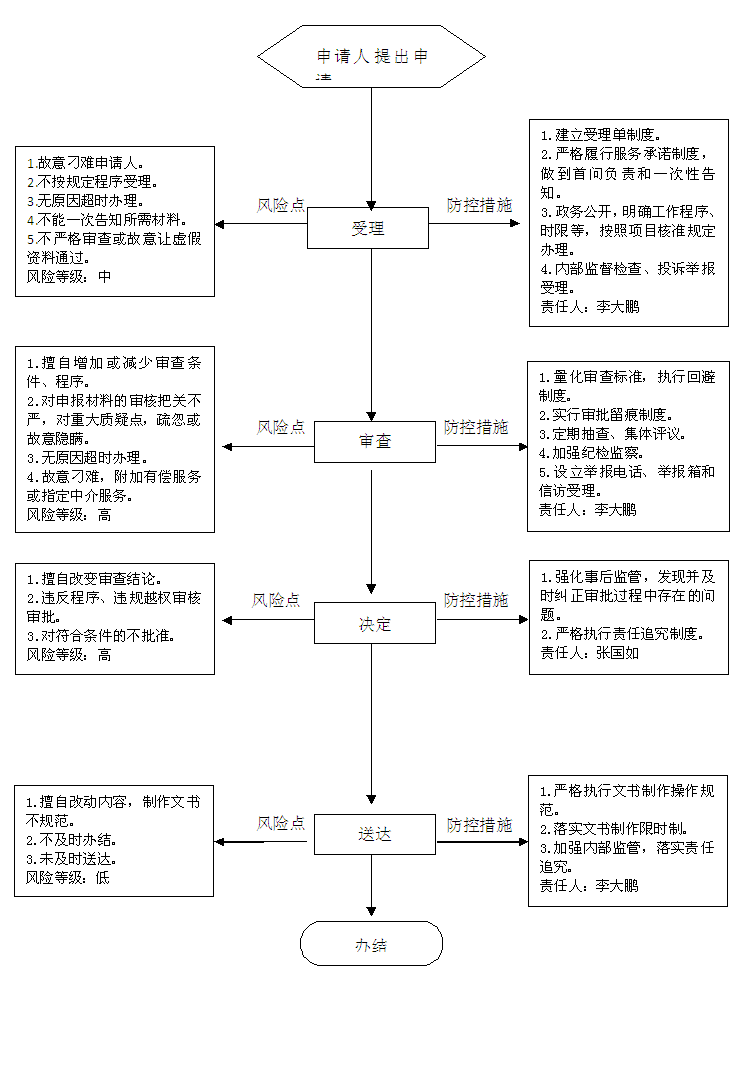 申请人提出申
请
1.故意刁难申请人。
2.不按规定程序受理。
3.无原因超时办理。
4.不能一次告知所需材料。
5.不严格审查或故意让虚假
资料通过。
风险等级：中
风险点
受理
防控措施
1.建立受理单制度。
2.严格履行服务承诺制度，
做到首问负责和一次性告
知。
3.政务公开，明确工作程序、
时限等，按照项目核准规定
办理。
4.内部监督检查、投诉举报
受理。
责任人：李大鹏
1.擅自增加或减少审查条
件、程序。
2.对申报材料的审核把关不
严，对重大质疑点，疏忽或
故意隐瞒。
3.无原因超时办理。
4.故意刁难，附加有偿服务
或指定中介服务。
风险等级：高
风险点
审查
防控措施
1.量化审查标准，执行回避
制度。
2.实行审批留痕制度。
3.定期抽查、集体评议。
4.加强纪检监察。
5.设立举报电话、举报箱和
信访受理。
责任人：李大鹏
1.擅自改变审查结论。
2.违反程序、违规越权审核
审批。
3.对符合条件的不批准。
风险等级：高
风险点
决定
防控措施
1.强化事后监管，发现并及
时纠正审批过程中存在的问
题。
2.严格执行责任追究制度。
责任人：张国如
1.擅自改动内容，制作文书
不规范。
2.不及时办结。
3.未及时送达。
风险等级：低
风险点
送达
防控措施
1.严格执行文书制作操作规
范。
2.落实文书制作限时制。
3.加强内部监管，落实责任
追究。
责任人：李大鹏
办结